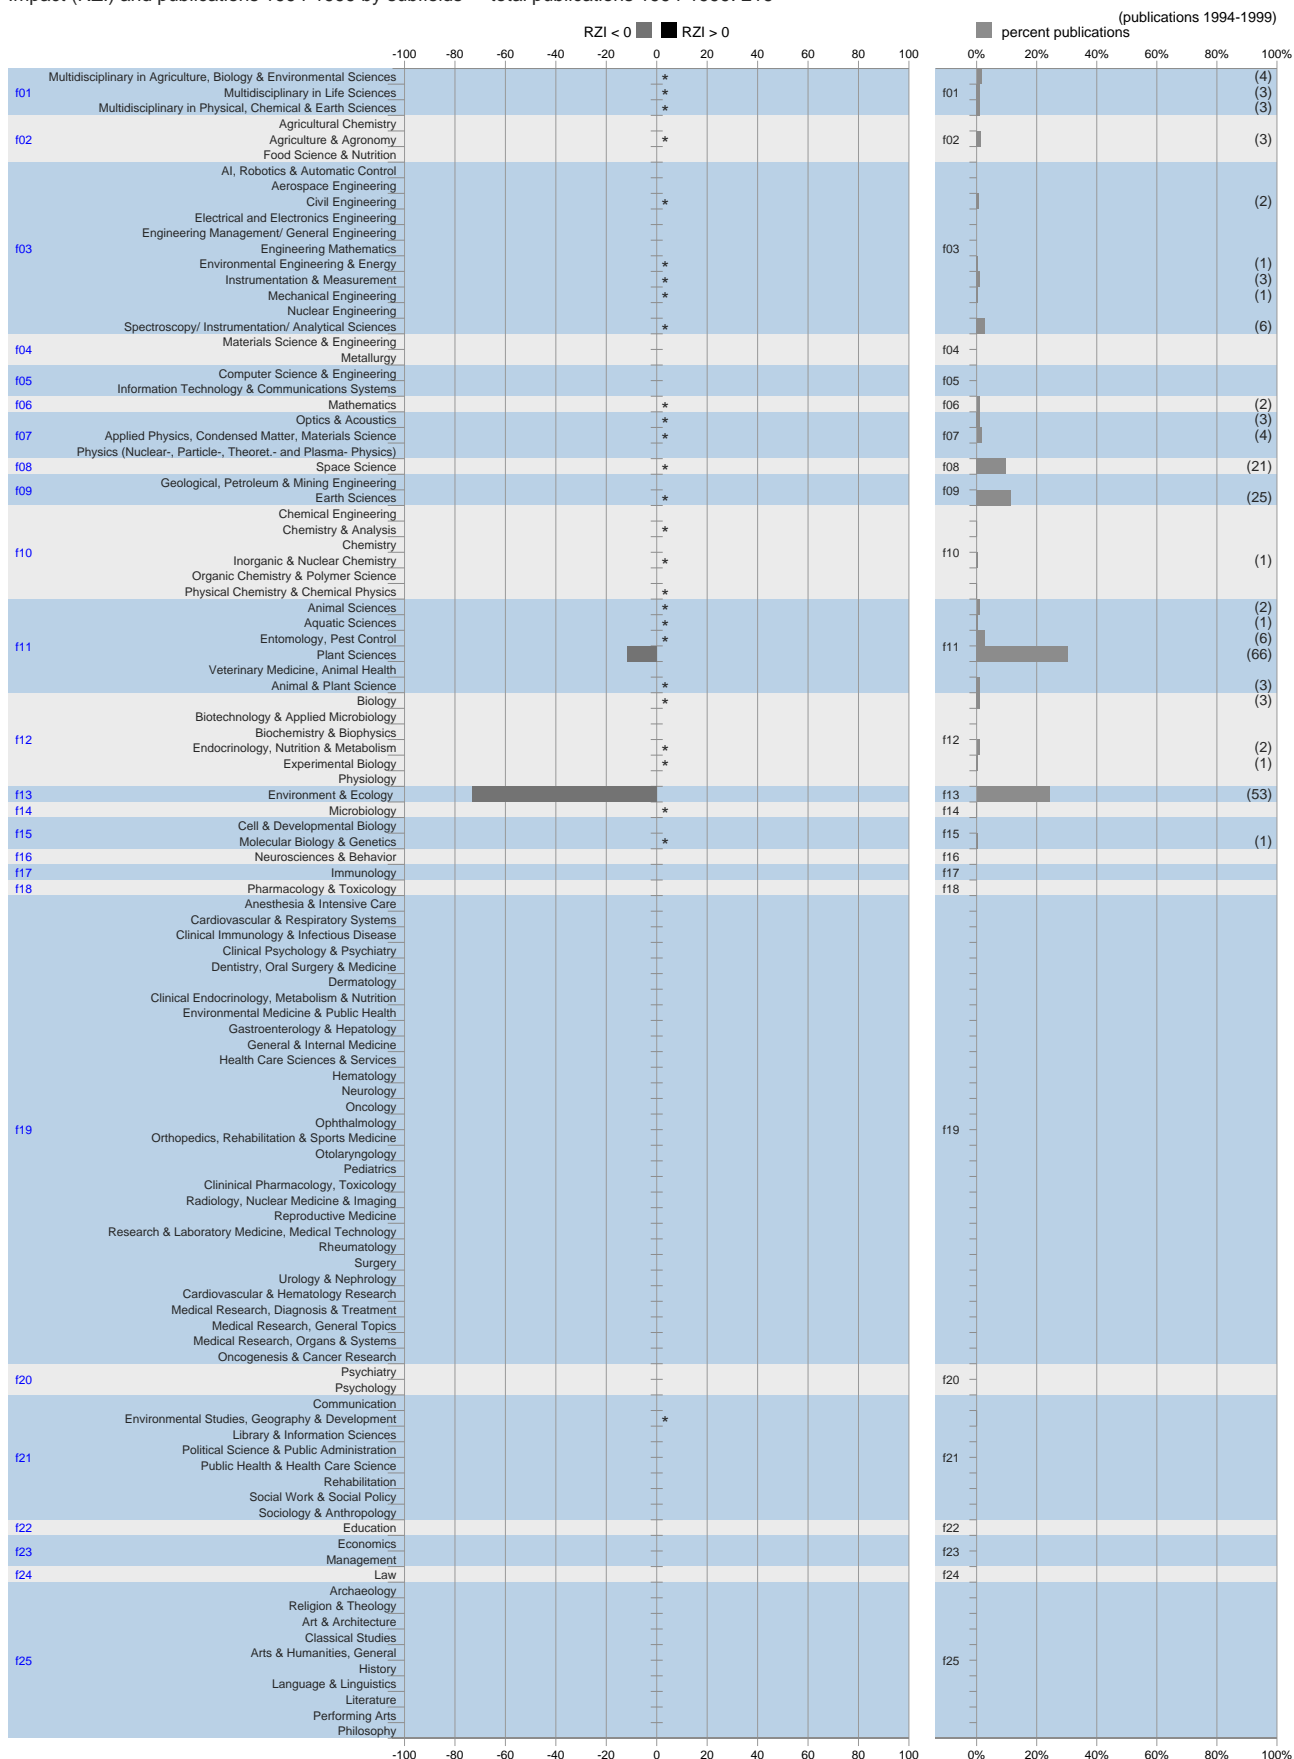 (publications 1994-1999)
RZI < 0 RZI > 0 percent publications
-100 -80 -60 -40 -20 0 20 40 60 80 100 0% 20% 40% 60% 80% 100%
Multidisciplinary in Agriculture, Biology & Environmental Sciences * (4)
f01 Multidisciplinary in Life Sciences * f01 (3)
Multidisciplinary in Physical, Chemical & Earth Sciences * (3)
Agricultural Chemistry
f02 Agriculture & Agronomy * f02 (3)
Food Science & Nutrition
AI, Robotics & Automatic Control
Aerospace Engineering
Civil Engineering * (2)
Electrical and Electronics Engineering
Engineering Management/ General Engineering
f03 Engineering Mathematics f03
Environmental Engineering & Energy * (1)
Instrumentation & Measurement * (3)
Mechanical Engineering * (1)
Nuclear Engineering
Spectroscopy/ Instrumentation/ Analytical Sciences * (6)
Materials Science & Engineering
f04 f04
Metallurgy
Computer Science & Engineering
f05 f05
Information Technology & Communications Systems
f06 Mathematics * f06 (2)
Optics & Acoustics * (3)
f07 Applied Physics, Condensed Matter, Materials Science * f07 (4)
Physics (Nuclear-, Particle-, Theoret.- and Plasma- Physics)
f08 Space Science * f08 (21)
Geological, Petroleum & Mining Engineering
f09 f09
Earth Sciences * (25)
Chemical Engineering
Chemistry & Analysis *
Chemistry
f10 f10
Inorganic & Nuclear Chemistry * (1)
Organic Chemistry & Polymer Science
Physical Chemistry & Chemical Physics *
Animal Sciences * (2)
Aquatic Sciences * (1)
Entomology, Pest Control * (6)
f11 f11
Plant Sciences (66)
Veterinary Medicine, Animal Health
Animal & Plant Science * (3)
Biology * (3)
Biotechnology & Applied Microbiology
Biochemistry & Biophysics
f12 f12
Endocrinology, Nutrition & Metabolism * (2)
Experimental Biology * (1)
Physiology
f13 Environment & Ecology f13 (53)
f14 Microbiology * f14
Cell & Developmental Biology
f15 f15
Molecular Biology & Genetics * (1)
f16 Neurosciences & Behavior f16
f17 Immunology f17
f18 Pharmacology & Toxicology f18
Anesthesia & Intensive Care
Cardiovascular & Respiratory Systems
Clinical Immunology & Infectious Disease
Clinical Psychology & Psychiatry
Dentistry, Oral Surgery & Medicine
Dermatology
Clinical Endocrinology, Metabolism & Nutrition
Environmental Medicine & Public Health
Gastroenterology & Hepatology
General & Internal Medicine
Health Care Sciences & Services
Hematology
Neurology
Oncology
Ophthalmology
f19 f19
Orthopedics, Rehabilitation & Sports Medicine
Otolaryngology
Pediatrics
Clininical Pharmacology, Toxicology
Radiology, Nuclear Medicine & Imaging
Reproductive Medicine
Research & Laboratory Medicine, Medical Technology
Rheumatology
Surgery
Urology & Nephrology
Cardiovascular & Hematology Research
Medical Research, Diagnosis & Treatment
Medical Research, General Topics
Medical Research, Organs & Systems
Oncogenesis & Cancer Research
Psychiatry
f20 f20
Psychology
Communication
Environmental Studies, Geography & Development *
Library & Information Sciences
Political Science & Public Administration
f21 f21
Public Health & Health Care Science
Rehabilitation
Social Work & Social Policy
Sociology & Anthropology
f22 Education f22
Economics
f23 f23
Management
f24 Law f24
Archaeology
Religion & Theology
Art & Architecture
Classical Studies
Arts & Humanities, General
f25 f25
History
Language & Linguistics
Literature
Performing Arts
Philosophy
-100 -80 -60 -40 -20 0 20 40 60 80 100 0% 20% 40% 60% 80% 100%